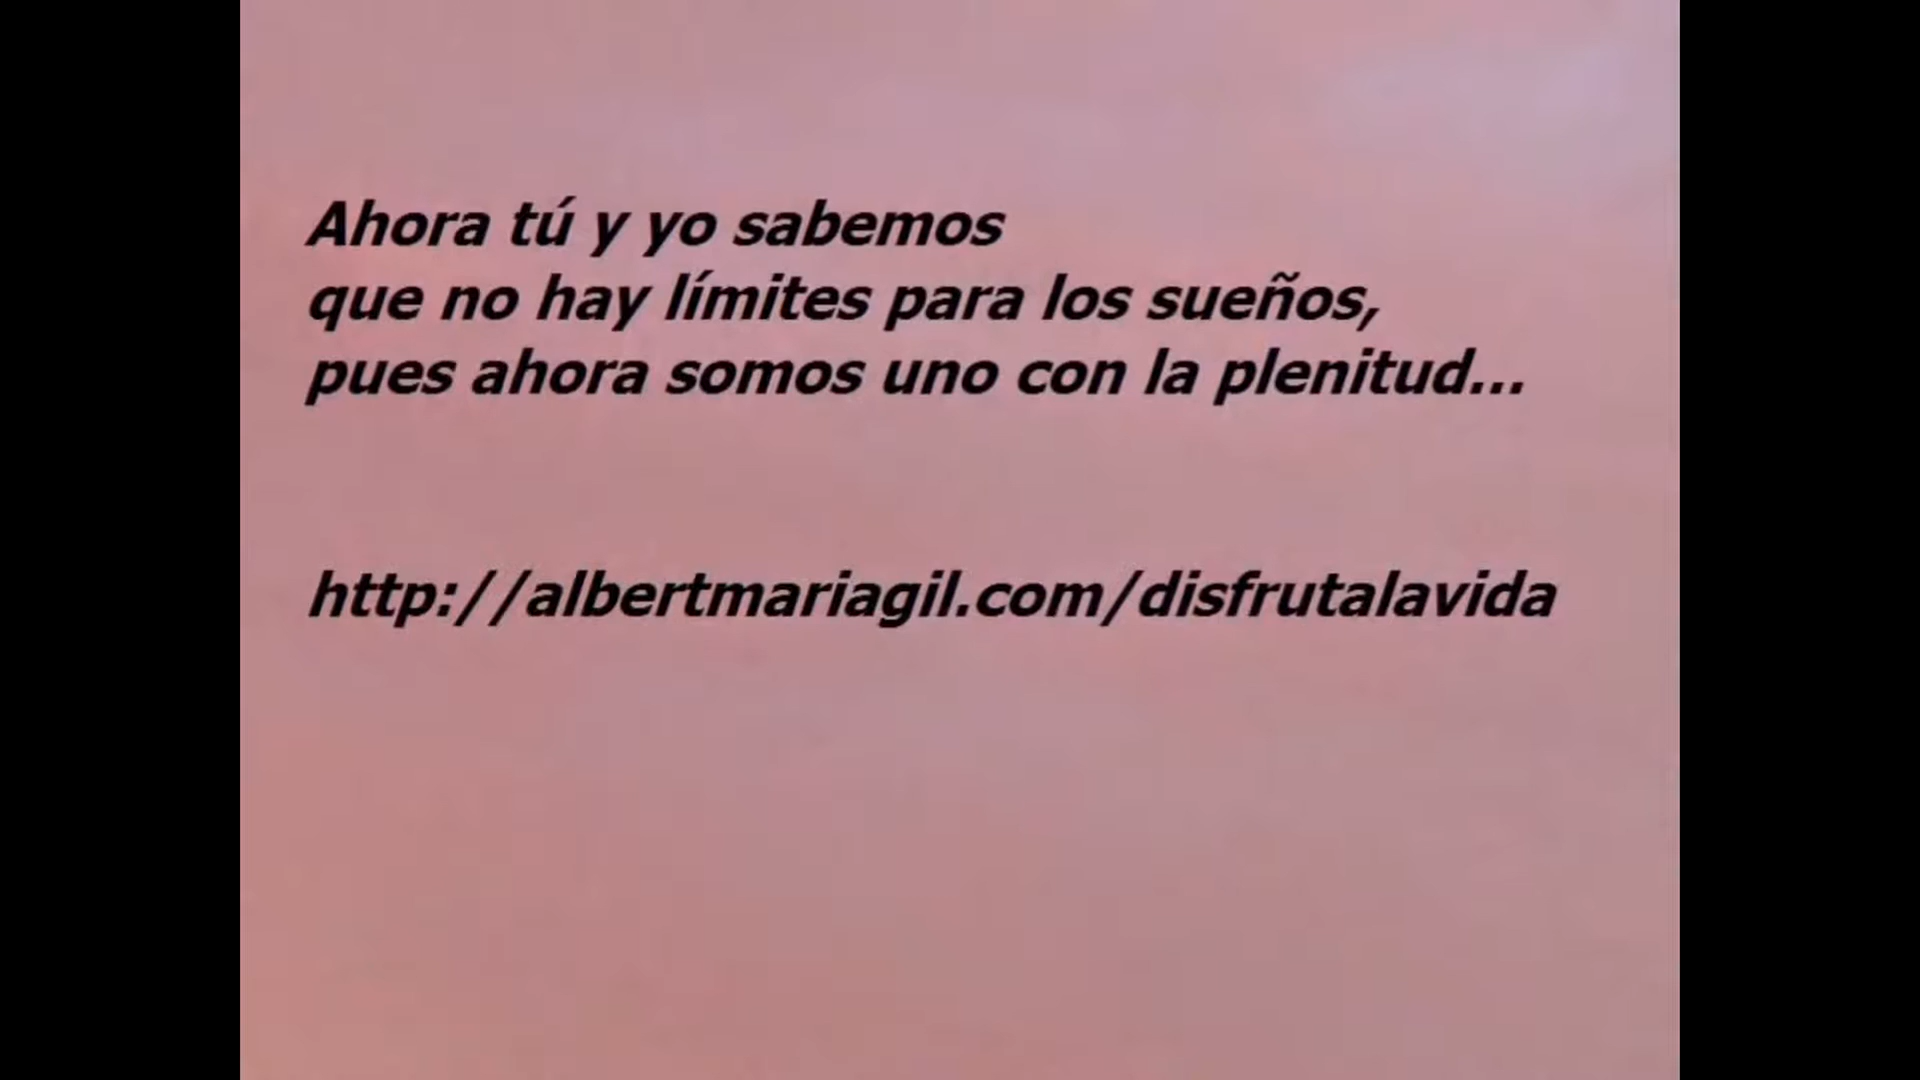 Ahora tú y yo sabemos
que no hay límites para los sueños,
pues ahora somos uno con la plenitud...
http://albertmariagil.com/disfrutalavida